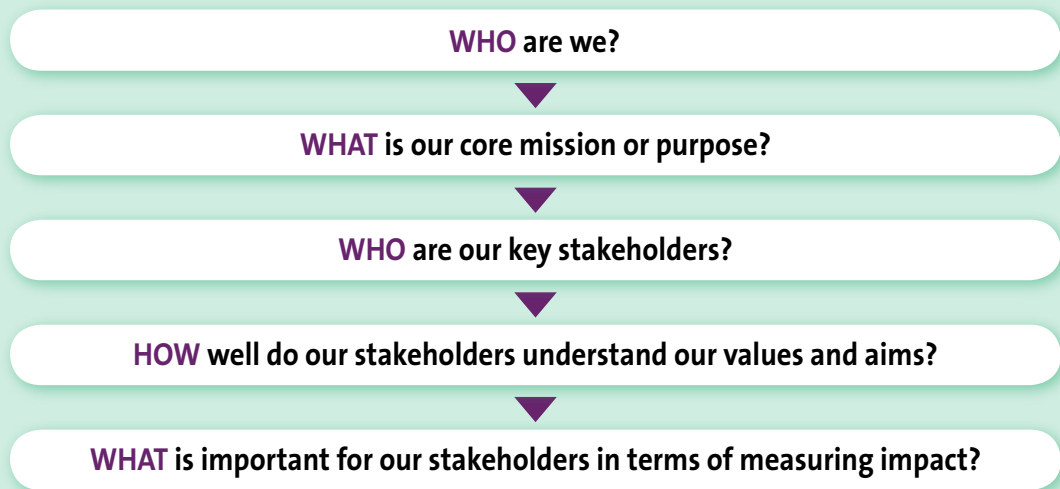 WHO are we?
WHAT is our core mission or purpose?
WHO are our key stakeholders?
HOW well do our stakeholders understand our values and aims?
WHAT is important for our stakeholders in terms of measuring impact?